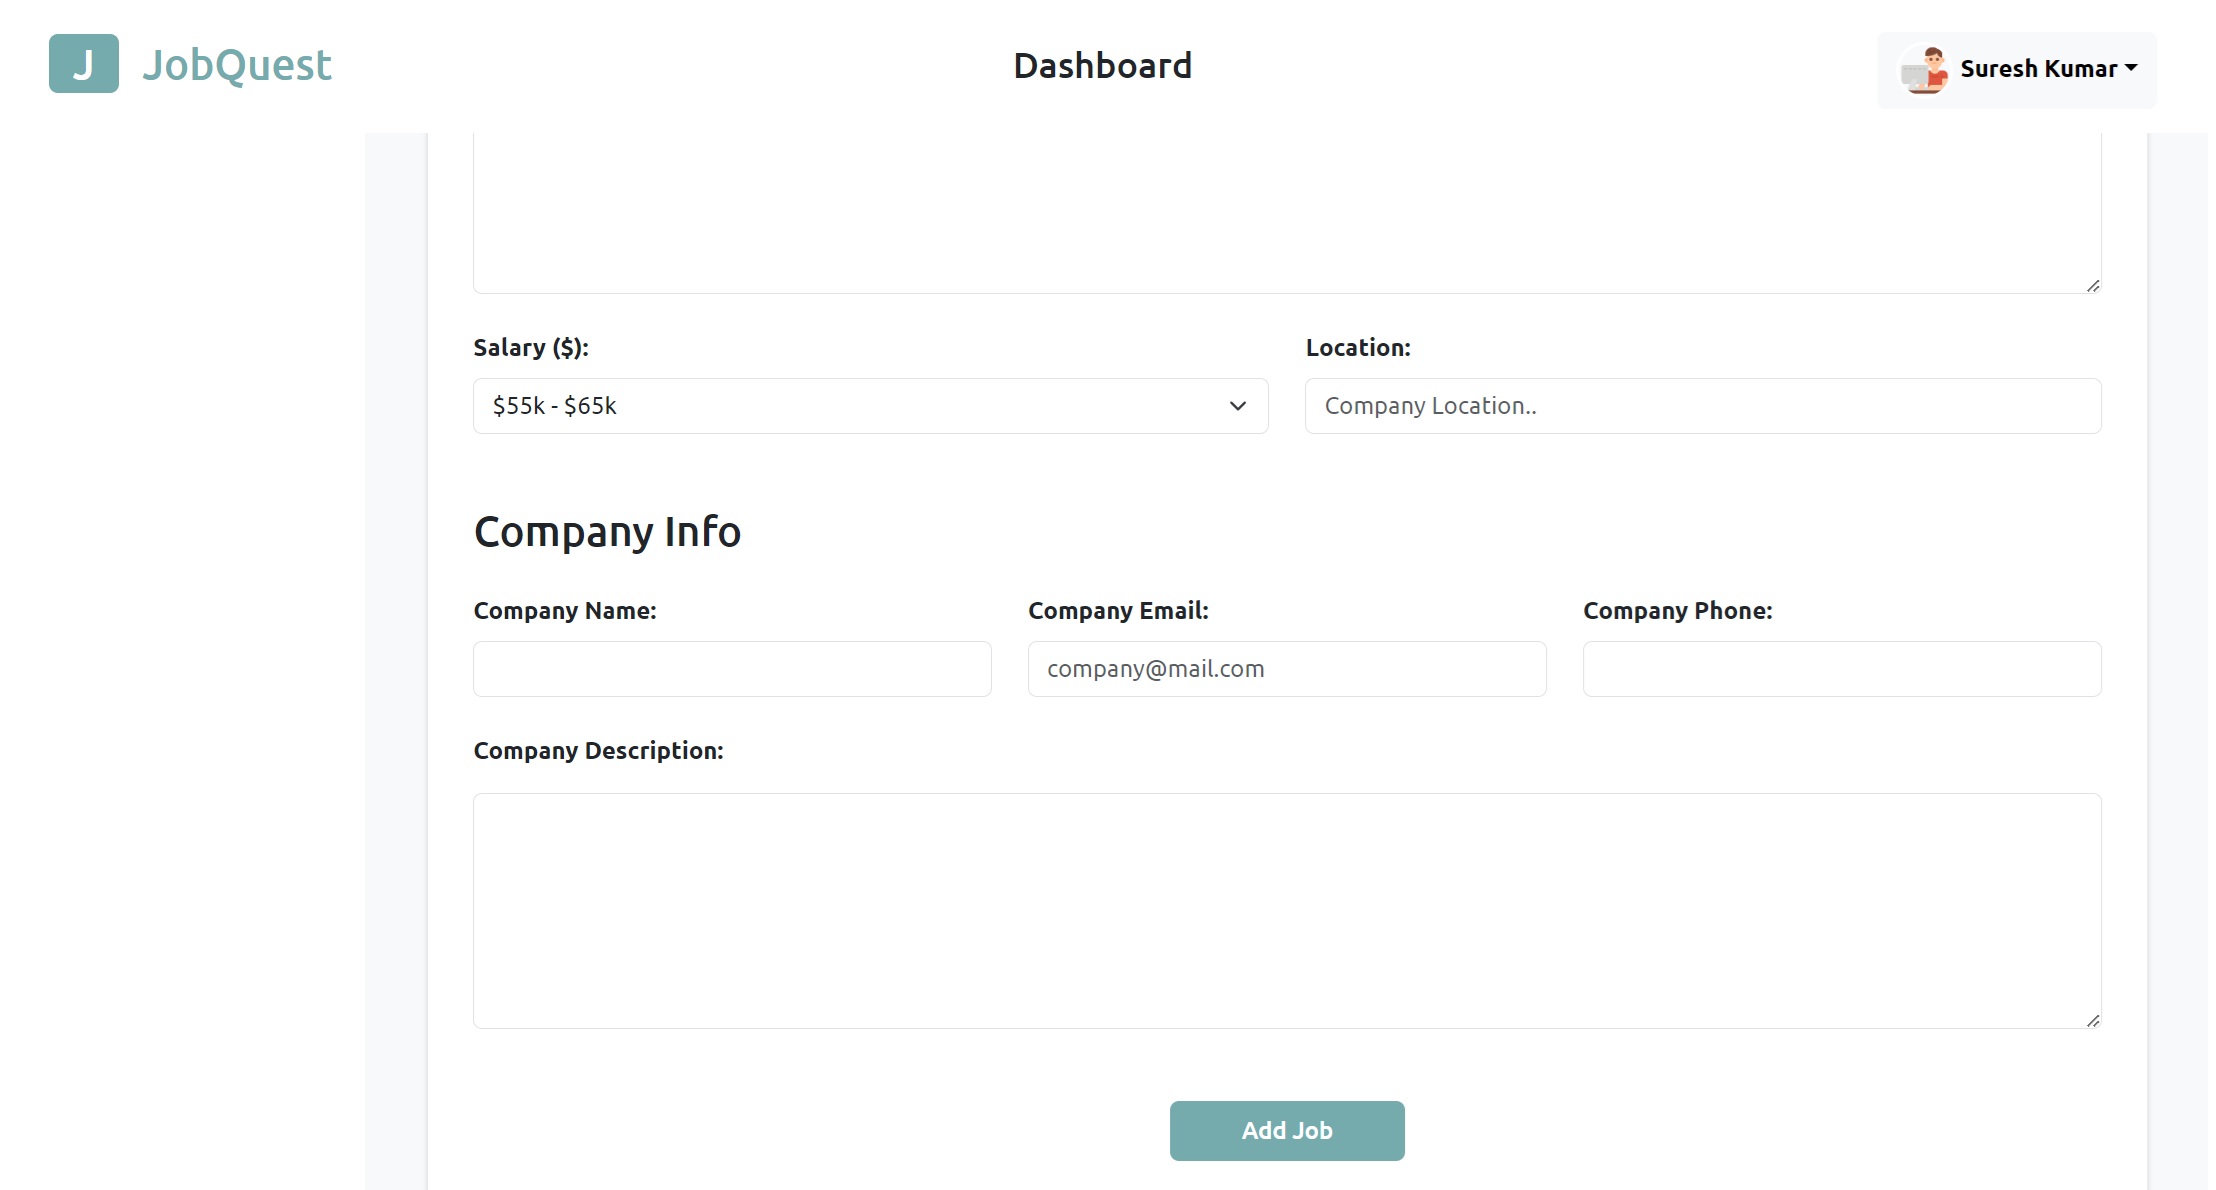 J JobQuest Dashboard Suresh Kumar
Salary ($): Location:
$55k - $65k Company Location..
Company Info
Company Name: Company Email: Company Phone:
company@mail.com
Company Description:
Add Job